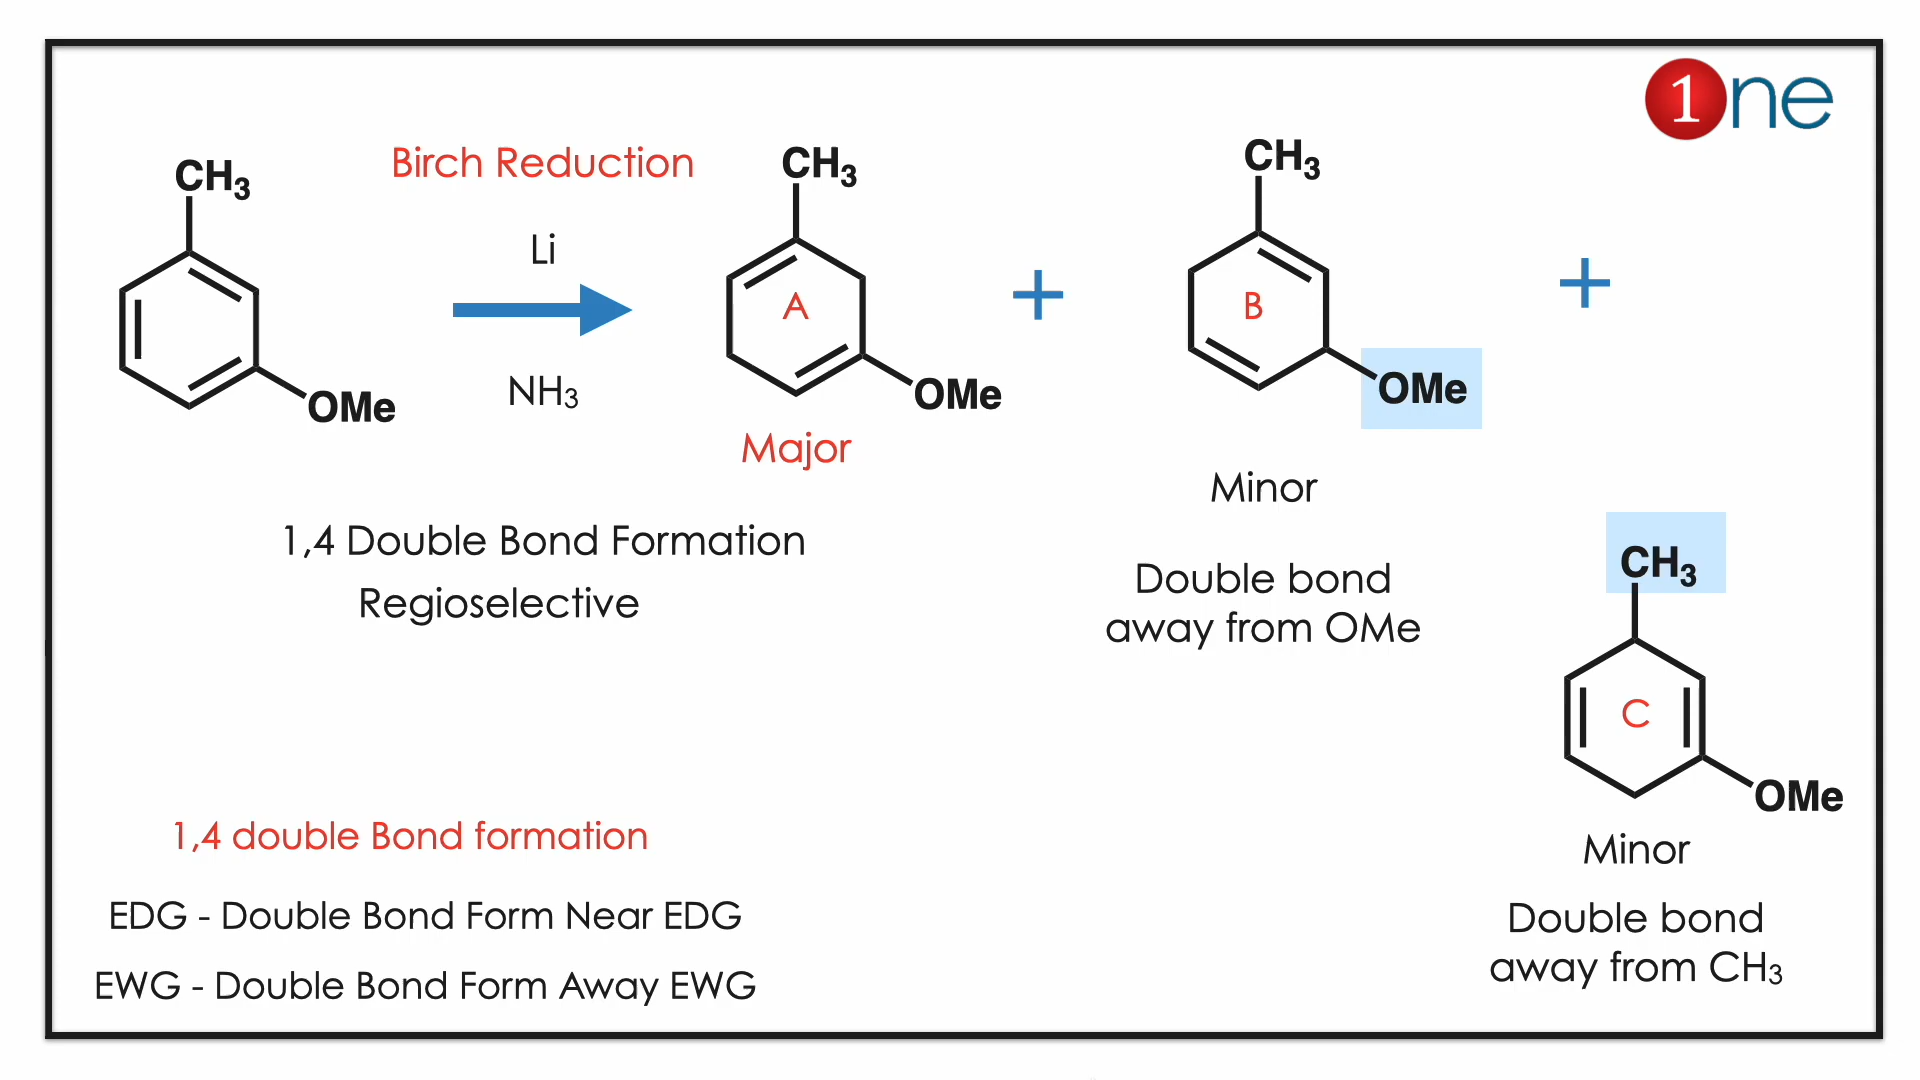 1ne
CH3
OMe
Birch Reduction
Li
NH3
CH3
A
OMe
Major
+
CH3
B
OMe
Minor
Double bond
away from OMe
+
CH3
C
OMe
Minor
Double bond
away from CH3
1,4 Double Bond Formation
Regioselective
1,4 double Bond formation
EDG - Double Bond Form Near EDG
EWG - Double Bond Form Away EWG